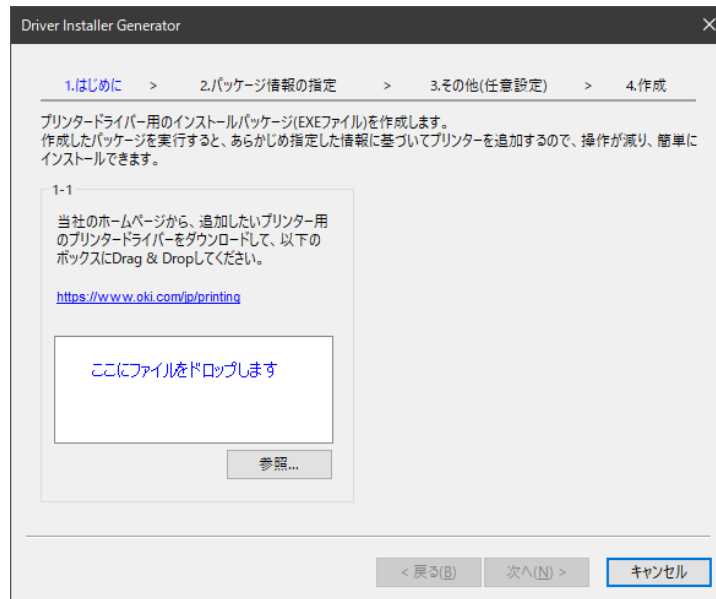 Driver Installer Generator
1.はじめに > 2.パッケージ情報の指定 > 3.その他(任意設定) > 4.作成
プリンタードライバー用のインストールパッケージ(EXEファイル)を作成します。
作成したパッケージを実行すると、あらかじめ指定した情報に基づいてプリンターを追加するので、操作が減り、簡単に
インストールできます。
1-1
当社のホームページから、追加したいプリンター用
のプリンタードライバーをダウンロードして、以下の
ボックスにDrag & Dropしてください。
https://www.oki.com/jp/printing
ここにファイルをドロップします
参照...
< 戻る(B) 次へ(N) > キャンセル